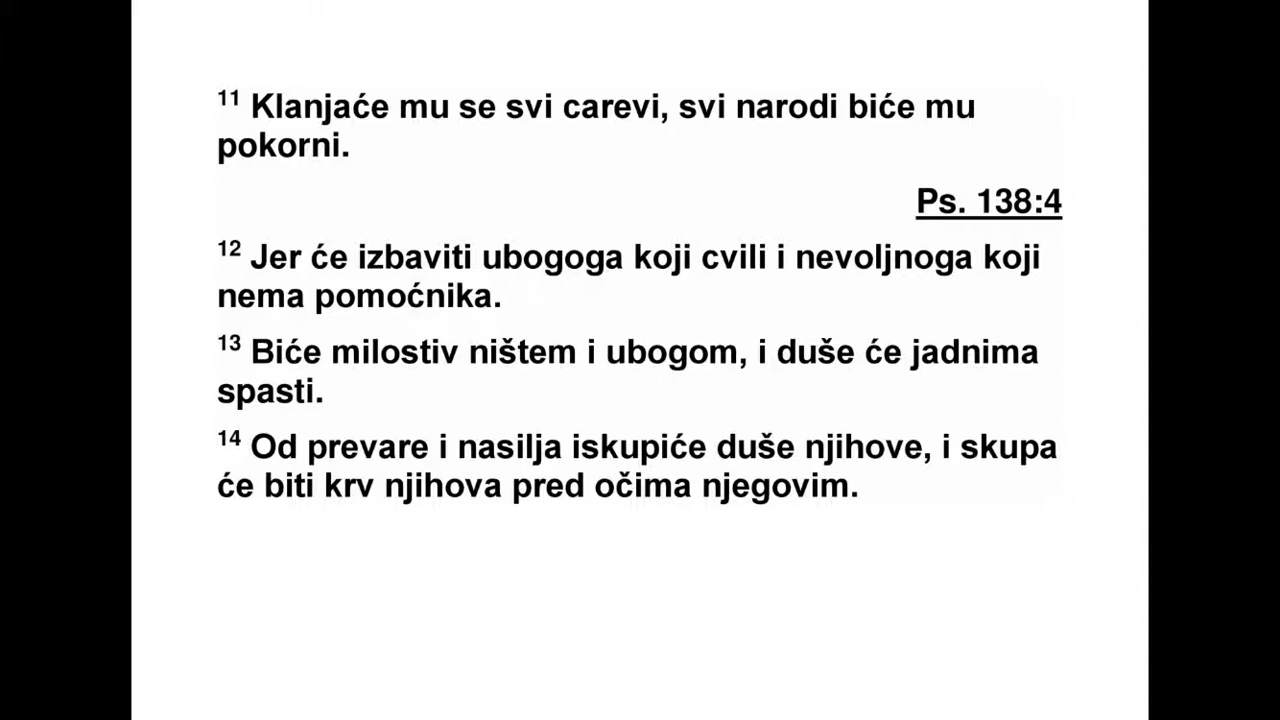 11 Klanjaće mu se svi carevi, svi narodi biće mu
pokorni.
Ps. 138:4
12 Jer će izbaviti ubogoga koji cvili i nevoljnoga koji
nema pomoćnika.
13 Biće milostiv ništem i ubogom, i duše će jadnima
spasti.
14 Od prevare i nasilja iskupiće duše njihove, i skupa
će biti krv njihova pred očima njegovim.